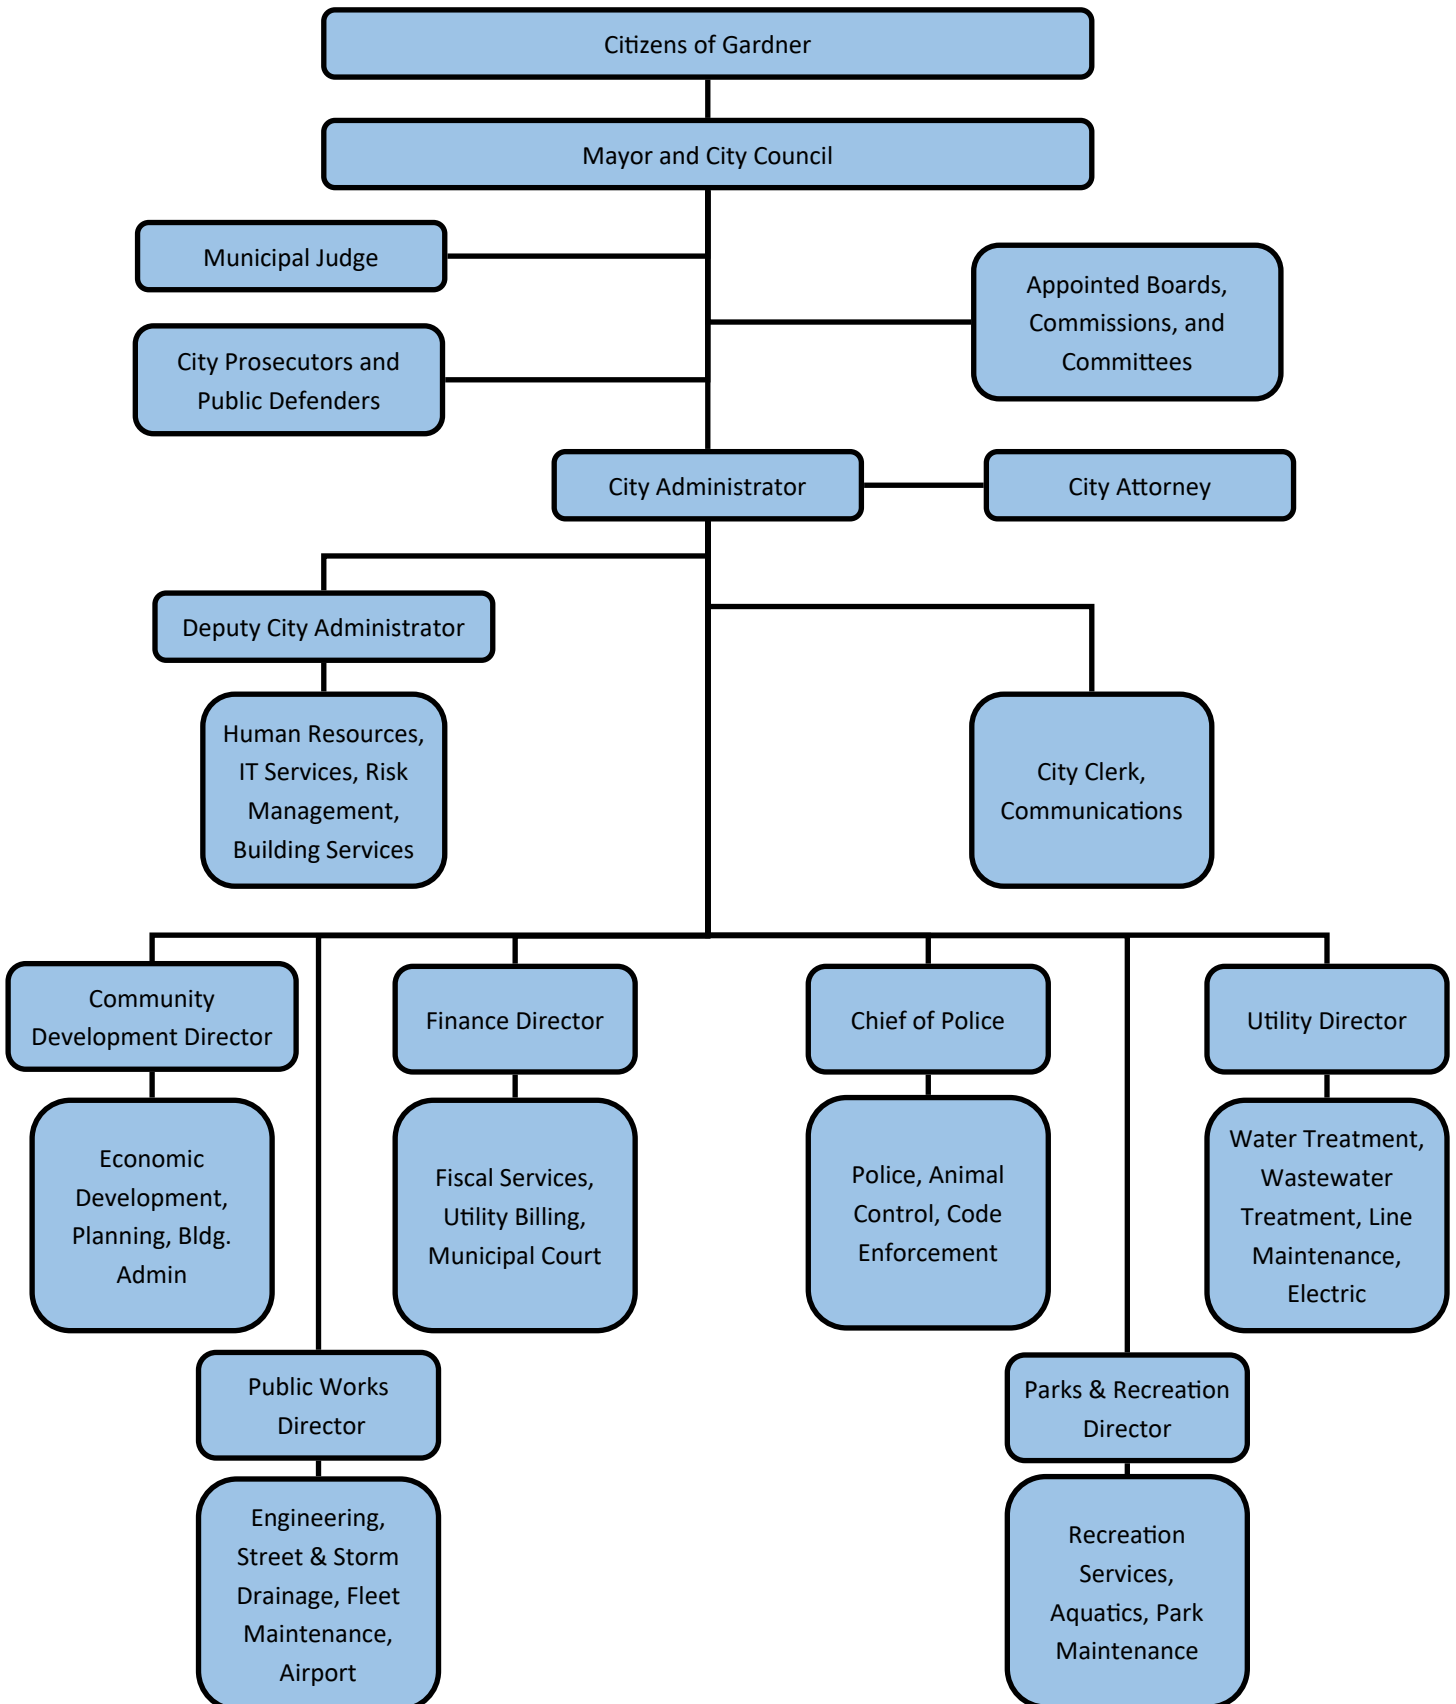 Citizens of Gardner
Mayor and City Council
Municipal Judge
Appointed Boards,
Commissions, and
Committees
City Prosecutors and
Public Defenders
City Administrator
City Attorney
Deputy City Administrator
Human Resources,
IT Services, Risk
Management,
Building Services
City Clerk,
Communications
Community
Development Director
Finance Director
Chief of Police
Utility Director
Economic
Development,
Planning, Bldg.
Admin
Fiscal Services,
Utility Billing,
Municipal Court
Police, Animal
Control, Code
Enforcement
Water Treatment,
Wastewater
Treatment, Line
Maintenance,
Electric
Public Works
Director
Parks & Recreation
Director
Engineering,
Street & Storm
Drainage, Fleet
Maintenance,
Airport
Recreation
Services,
Aquatics, Park
Maintenance